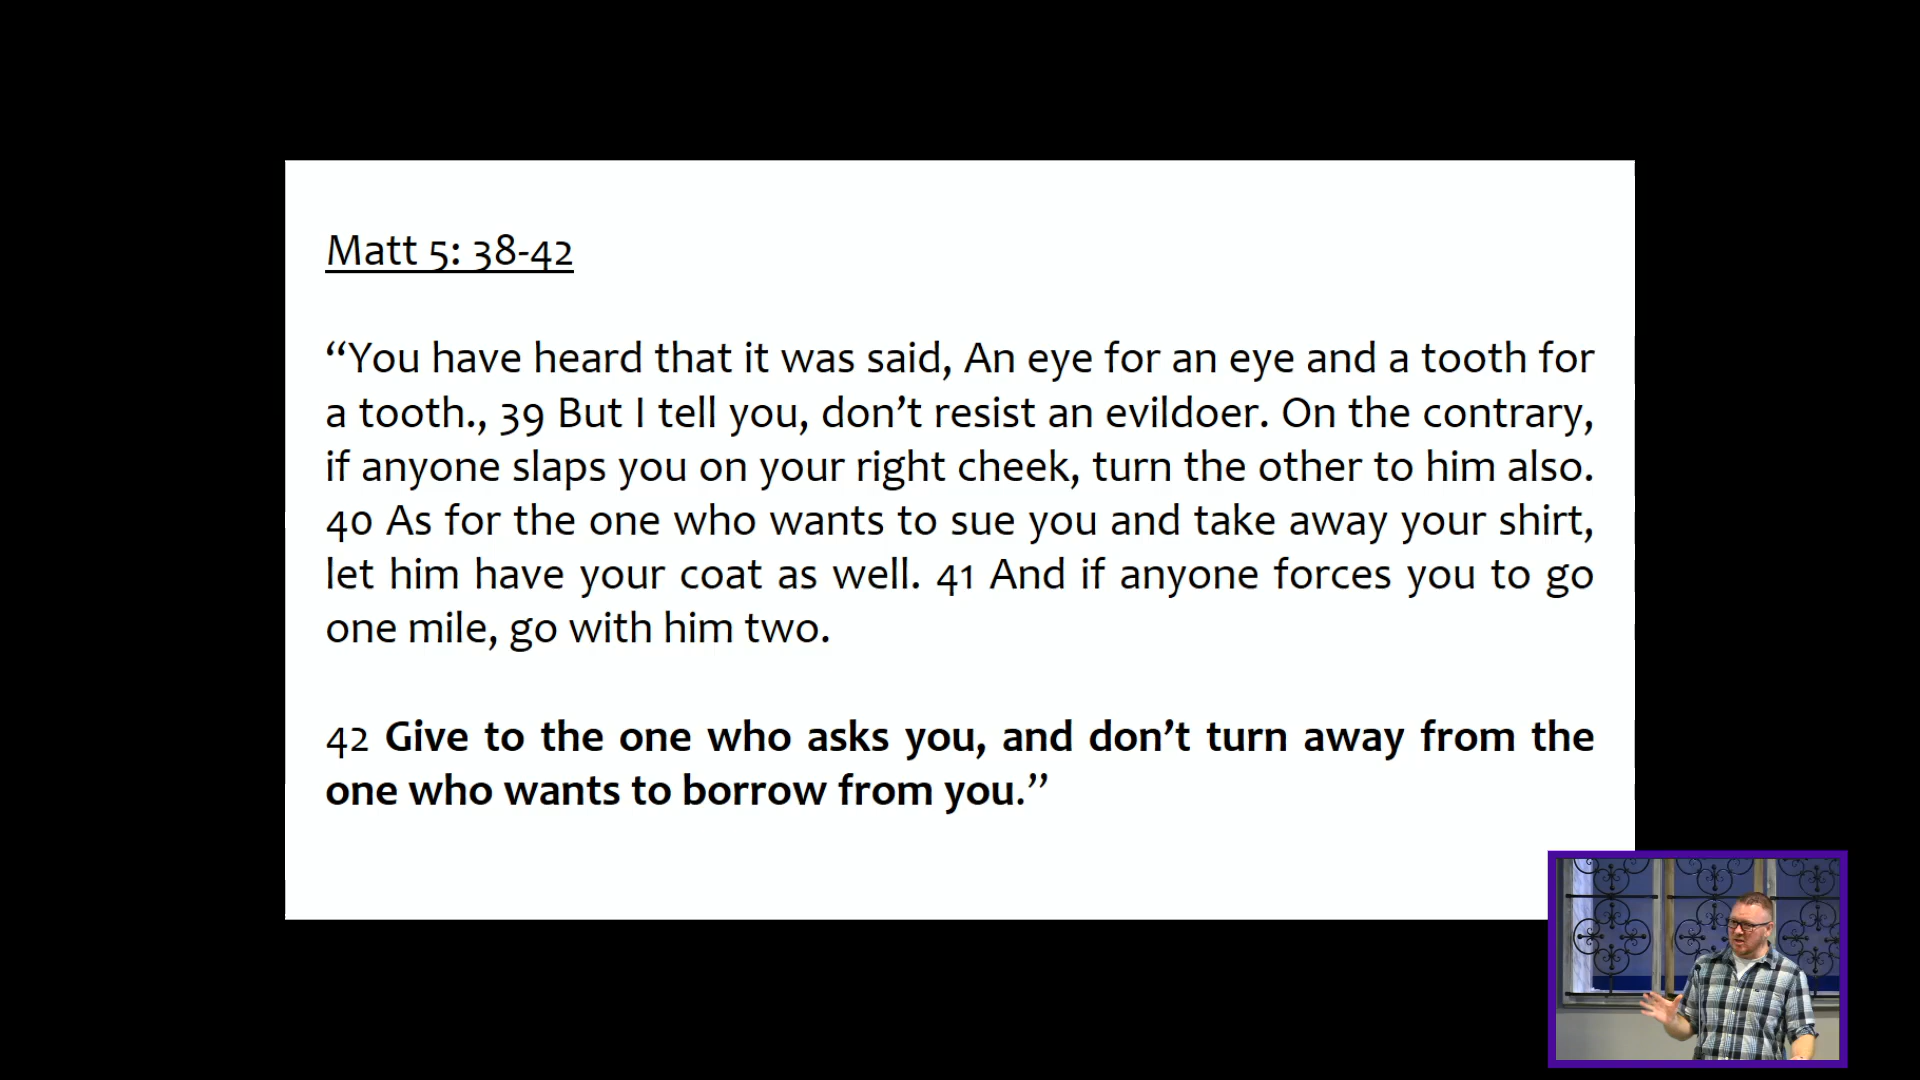 Matt 5: 38-42
“You have heard that it was said, An eye for an eye and a tooth for
a tooth., 39 But I tell you, don’t resist an evildoer. On the contrary,
if anyone slaps you on your right cheek, turn the other to him also.
40 As for the one who wants to sue you and take away your shirt,
let him have your coat as well. 41 And if anyone forces you to go
one mile, go with him two.
42 Give to the one who asks you, and don’t turn away from the
one who wants to borrow from you.”